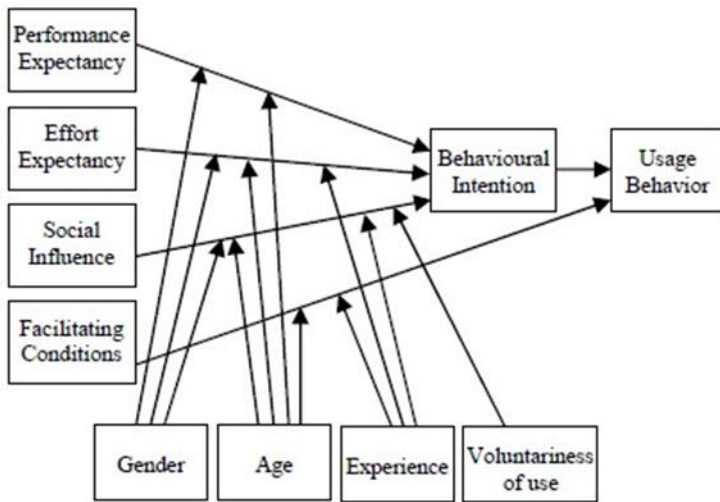 Performance
Expectancy
Effort
Expectancy
Social
Influence
Facilitating
Conditions
Behavioural
Intention
Usage
Behavior
Gender
Age
Experience
Voluntariness
of use